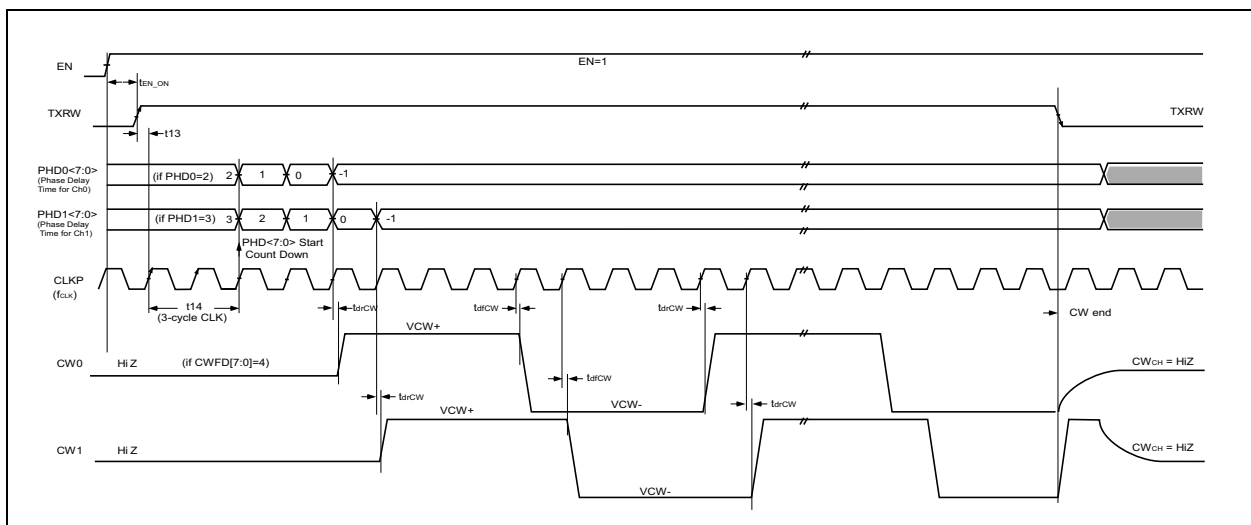 EN
EN=1
tEN_ON
TXRW
TXRW
t13
PHD0<7:0>
(Phase Delay
Time for Ch0)
(if PHD0=2)
2
1
0
-1
PHD1<7:0>
(Phase Delay
Time for Ch1)
(if PHD1=3)
3
2
1
0
-1
PHD<7:0> Start
Count Down
CLKP
(fCLK)
t14
(3-cycle CLK)
tdrCW
tdfCW
tdrCW
CW end
VCW+
CW0
Hi Z
(if CWFD[7:0]=4)
CWCH = HiZ
tdfCW
tdrCW
VCW+
VCW-
tdrCW
CW1
Hi Z
CWCH = HiZ
VCW-